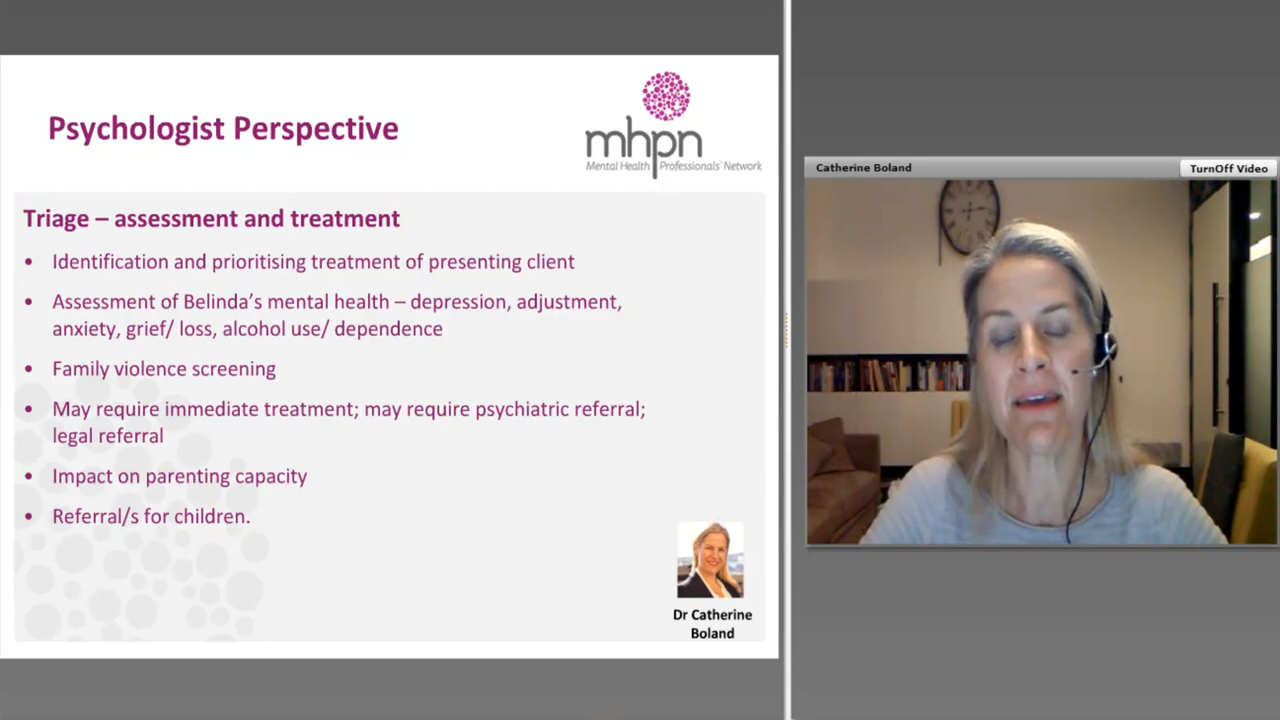 Psychologist Perspective
mhpn
Mental Health Professionals' Network
Triage – assessment and treatment
• Identification and prioritising treatment of presenting client
• Assessment of Belinda's mental health – depression, adjustment,
anxiety, grief/ loss, alcohol use/ dependence
• Family violence screening
• May require immediate treatment; may require psychiatric referral;
legal referral
• Impact on parenting capacity
• Referral/s for children.
Dr Catherine
Boland
Catherine Boland
TurnOff Video